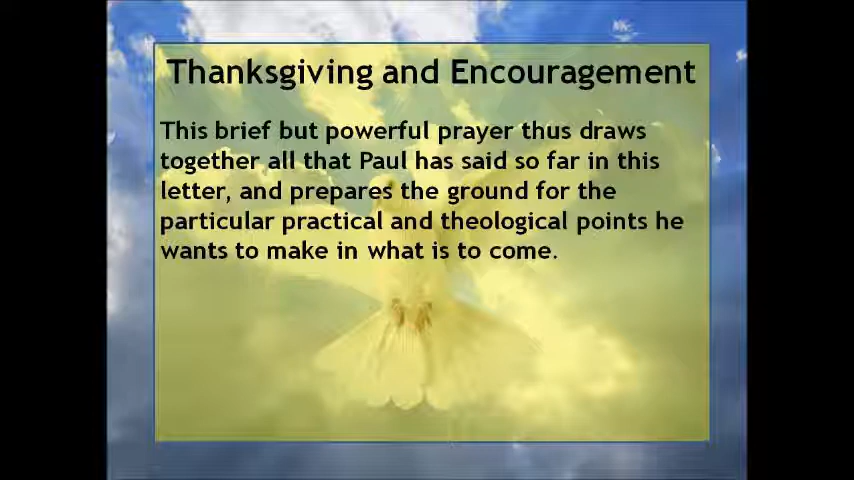 Thanksgiving and Encouragement
This brief but powerful prayer thus draws
together all that Paul has said so far in this
letter, and prepares the ground for the
particular practical and theological points he
wants to make in what is to come.